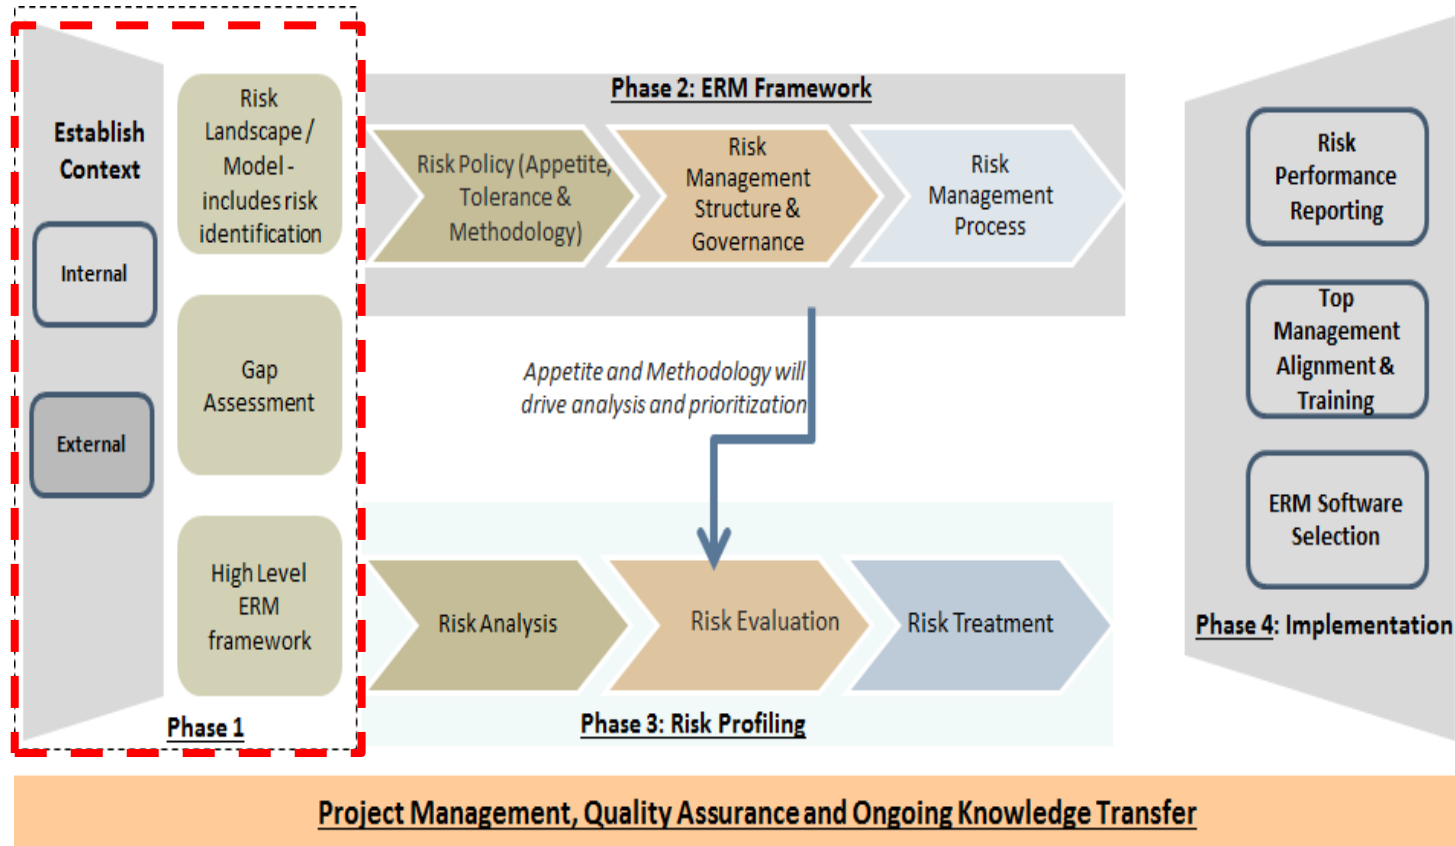 Establish
Context
Internal
External
Risk
Landscape /
Model -
includes risk
identification
Gap
Assessment
High Level
ERM
framework
Phase 1
Phase 2: ERM Framework
Risk Policy (Appetite,
Tolerance &
Methodology)
Risk
Management
Structure &
Governance
Risk
Management
Process
Appetite and Methodology will
drive analysis and prioritization
Risk Analysis
Risk Evaluation
Risk Treatment
Phase 3: Risk Profiling
Risk
Performance
Reporting
Top
Management
Alignment &
Training
ERM Software
Selection
Phase 4: Implementation
Project Management, Quality Assurance and Ongoing Knowledge Transfer